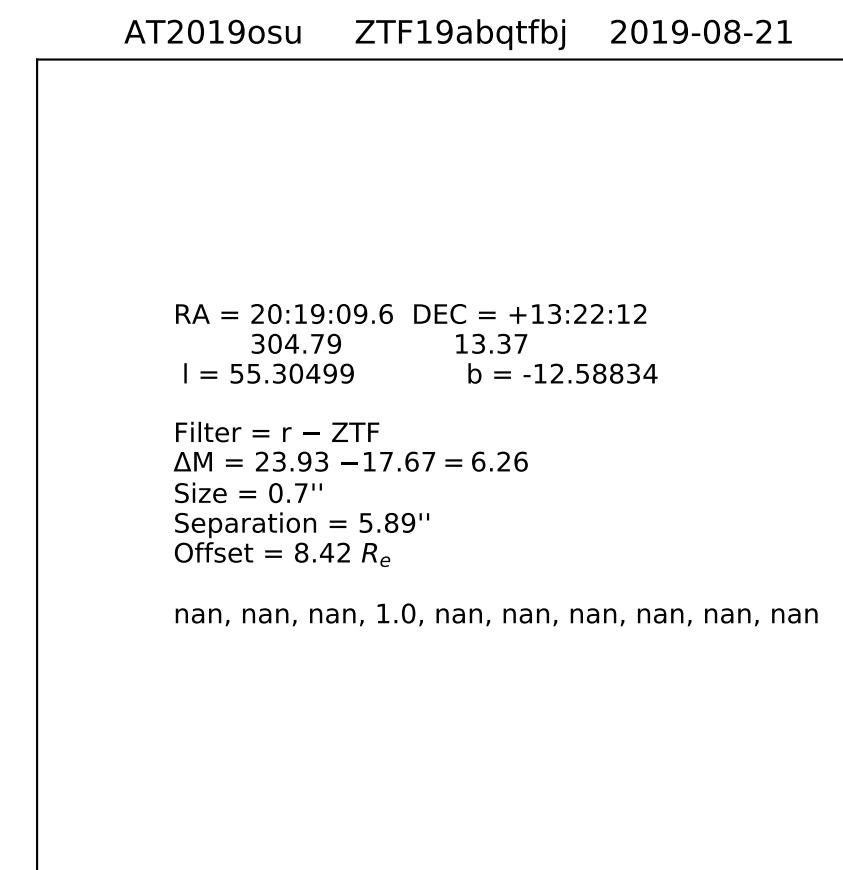 AT2019osu ZTF19abqtfbj 2019-08-21
RA = 20:19:09.6 DEC = +13:22:12
304.79 13.37
l = 55.30499 b = -12.58834
Filter = r − ZTF
ΔM = 23.93 −17.67 = 6.26
Size = 0.7''
Separation = 5.89''
Offset = 8.42 Re
nan, nan, nan, 1.0, nan, nan, nan, nan, nan, nan